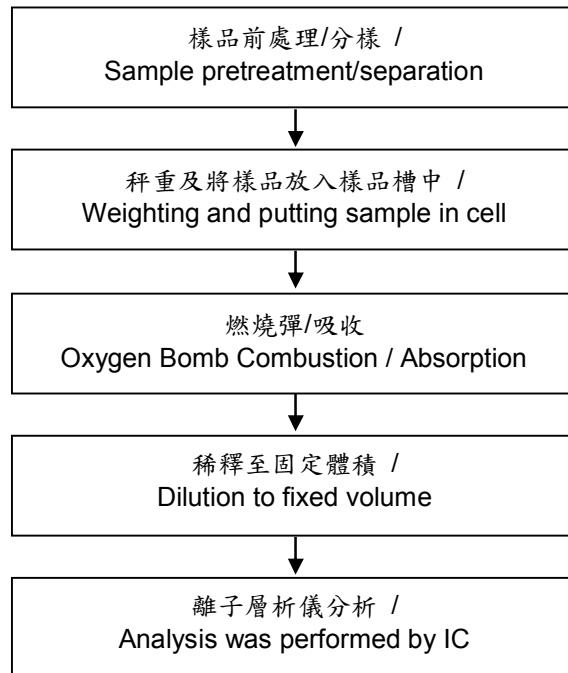 樣品前處理/分樣 /
Sample pretreatment/separation
秤重及將樣品放入樣品槽中 /
Weighting and putting sample in cell
燃燒彈/吸收
Oxygen Bomb Combustion / Absorption
稀釋至固定體積 /
Dilution to fixed volume
離子層析儀分析 /
Analysis was performed by IC